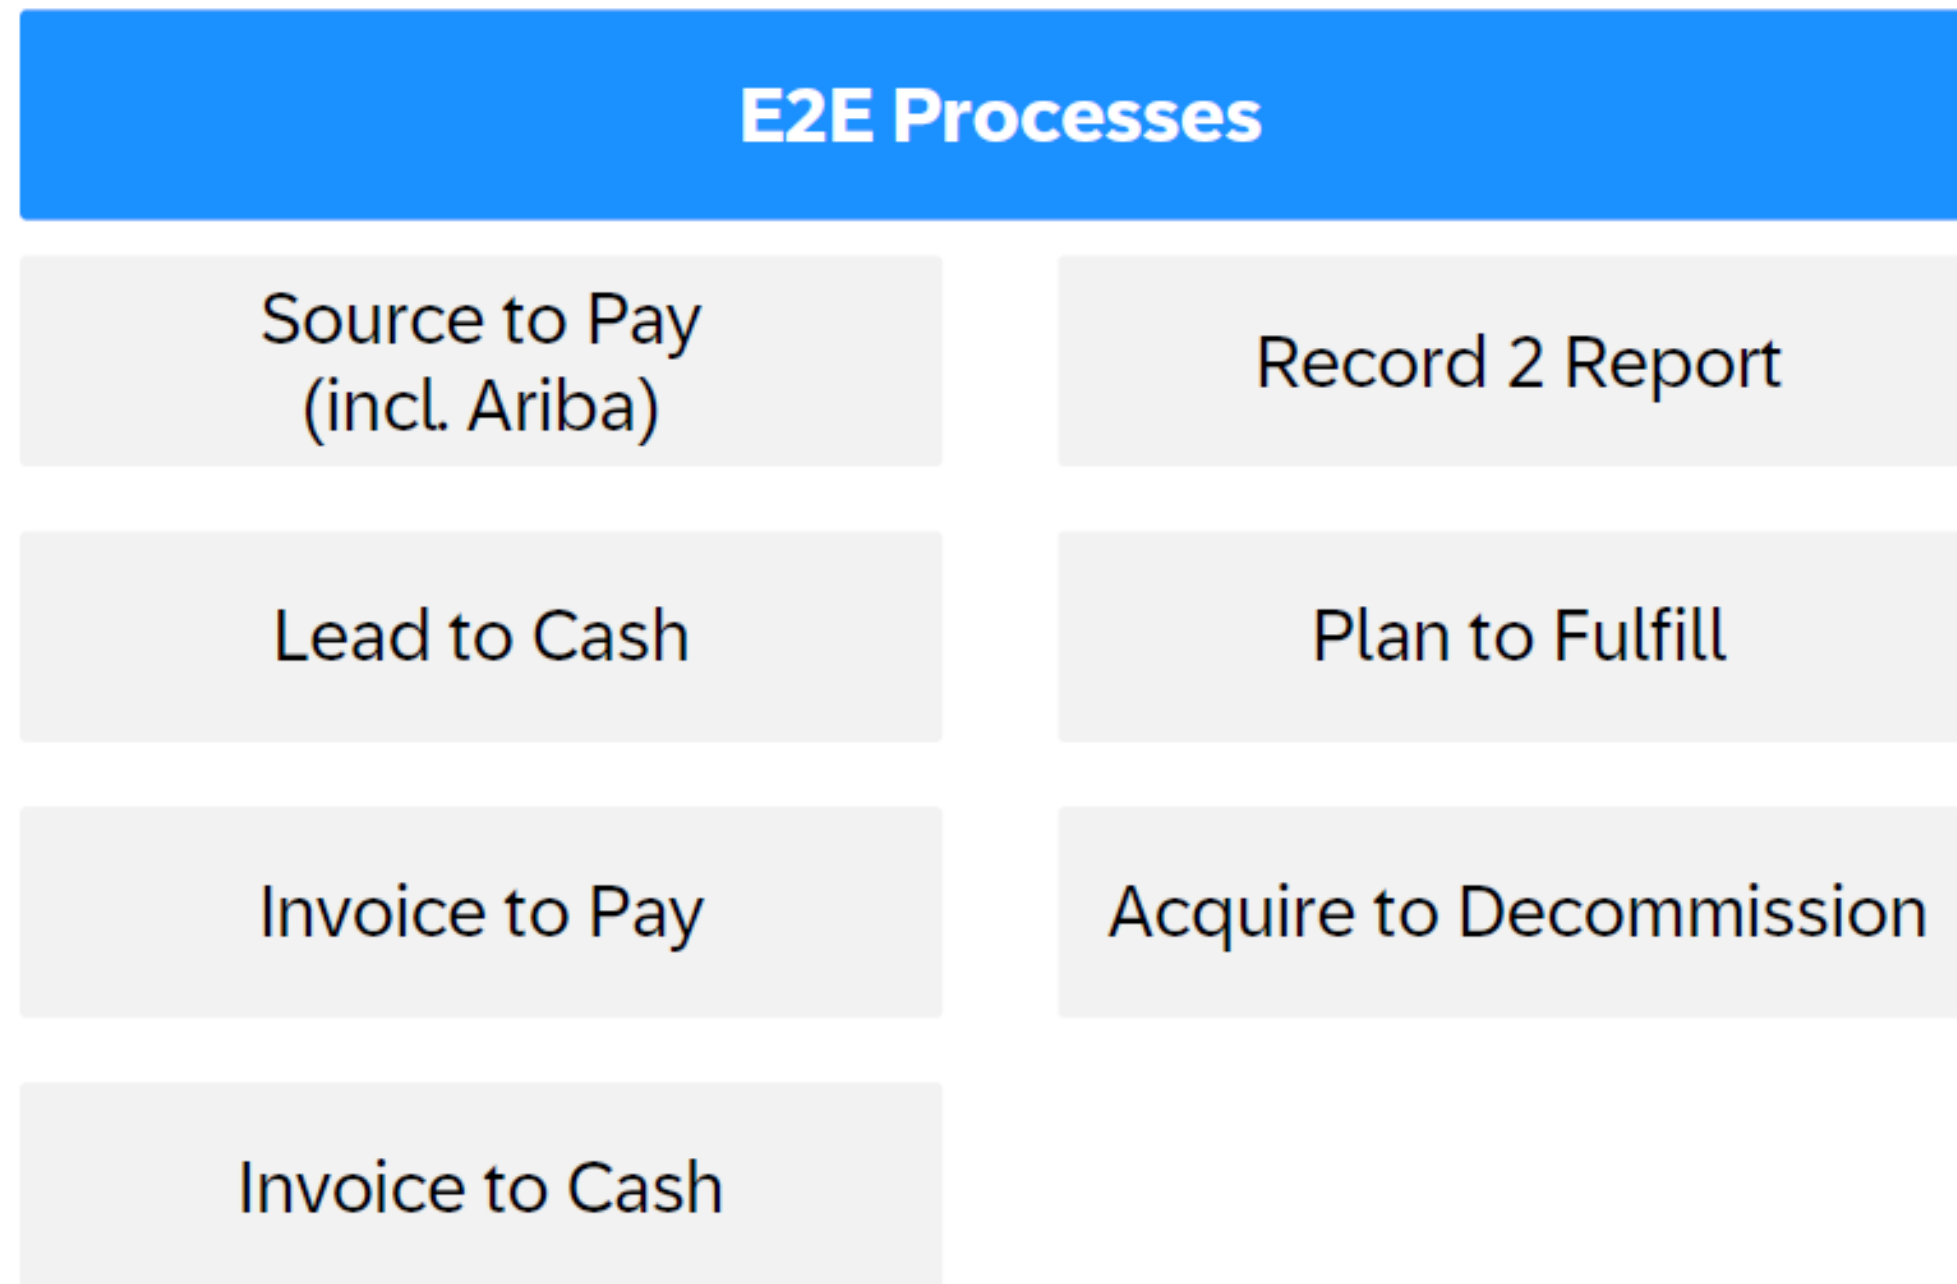 E2E Processes
Source to Pay
(incl. Ariba)
Record 2 Report
Lead to Cash
Plan to Fulfill
Invoice to Pay
Acquire to Decommission
Invoice to Cash